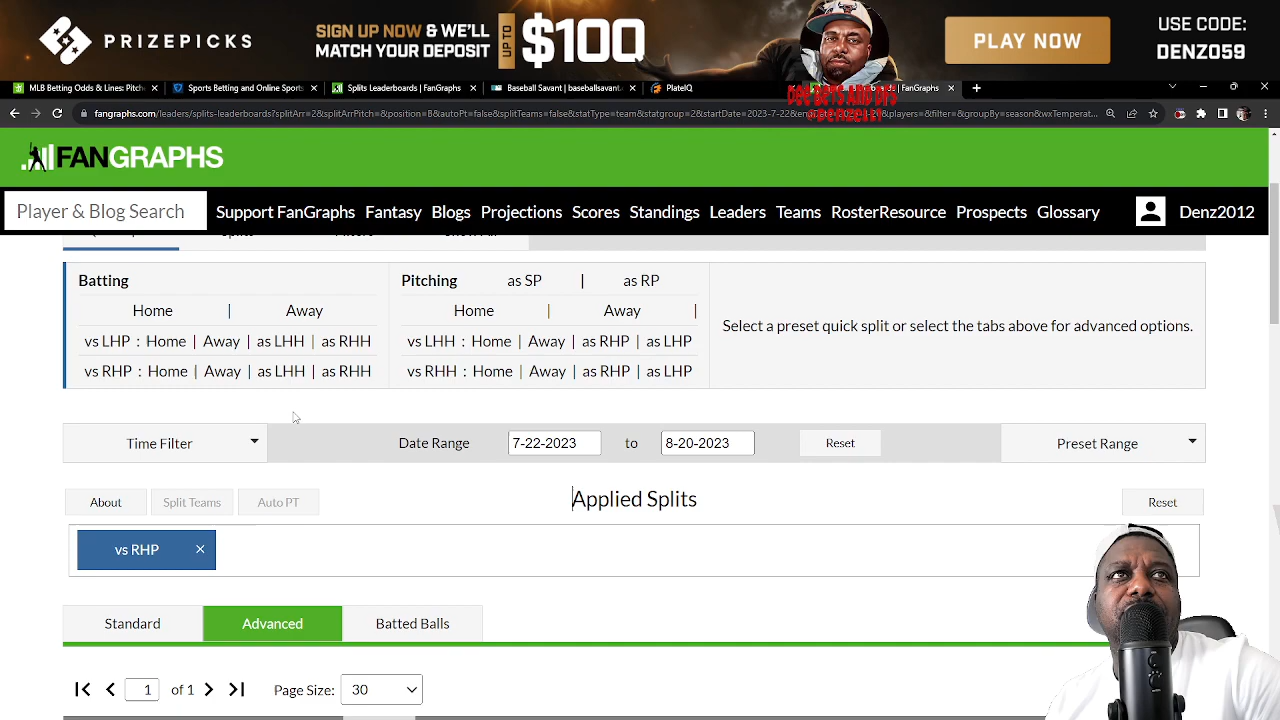 PRIZEPICKS
SIGN UP NOW & WE'LL
MATCH YOUR DEPOSIT
UP TO
$100
PLAY NOW
USE CODE:
DENZ059
MLB Betting Odds & Lines: Pitch
Sports Betting and Online Sports
Splits Leaderboards | FanGraphs
Baseball Savant | baseballsavant.
PlateIQ
| FanGraphs
DEE BETS AND DFS
fangraphs.com/leaders/splits-leaderboards?splitArr=2&splitArrPitch=&position=B&autoPt=false&splitTeams=false&statType=team&statgroup=2&startDate=2023-7-22&
FANGRAPHS
Player & Blog Search
Support FanGraphs
Fantasy
Blogs
Projections
Scores
Standings
Leaders
Teams
RosterResource
Prospects
Glossary
Denz2012
Batting
Home | Away
vs LHP : Home | Away | as LHH | as RHH
vs RHP : Home | Away | as LHH | as RHH
Pitching as SP | as RP
Home | Away |
vs LHH : Home | Away | as RHP | as LHP
vs RHH : Home | Away | as RHP | as LHP
Select a preset quick split or select the tabs above for advanced options.
Time Filter
Date Range
7-22-2023
to
8-20-2023
Reset
Preset Range
About
Split Teams
Auto PT
Applied Splits
Reset
vs RHP ×
Standard
Advanced
Batted Balls
1 of 1
Page Size: 30